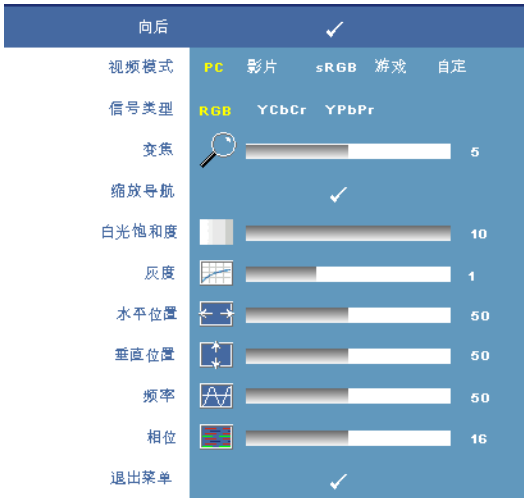 向后
视频模式 PC 影片 sRGB 游戏 自定
信号类型 RGB YCbCr YPbPr
变焦 5
缩放导航
白光饱和度 10
灰度 1
水平位置 50
垂直位置 50
频率 50
相位 16
退出菜单